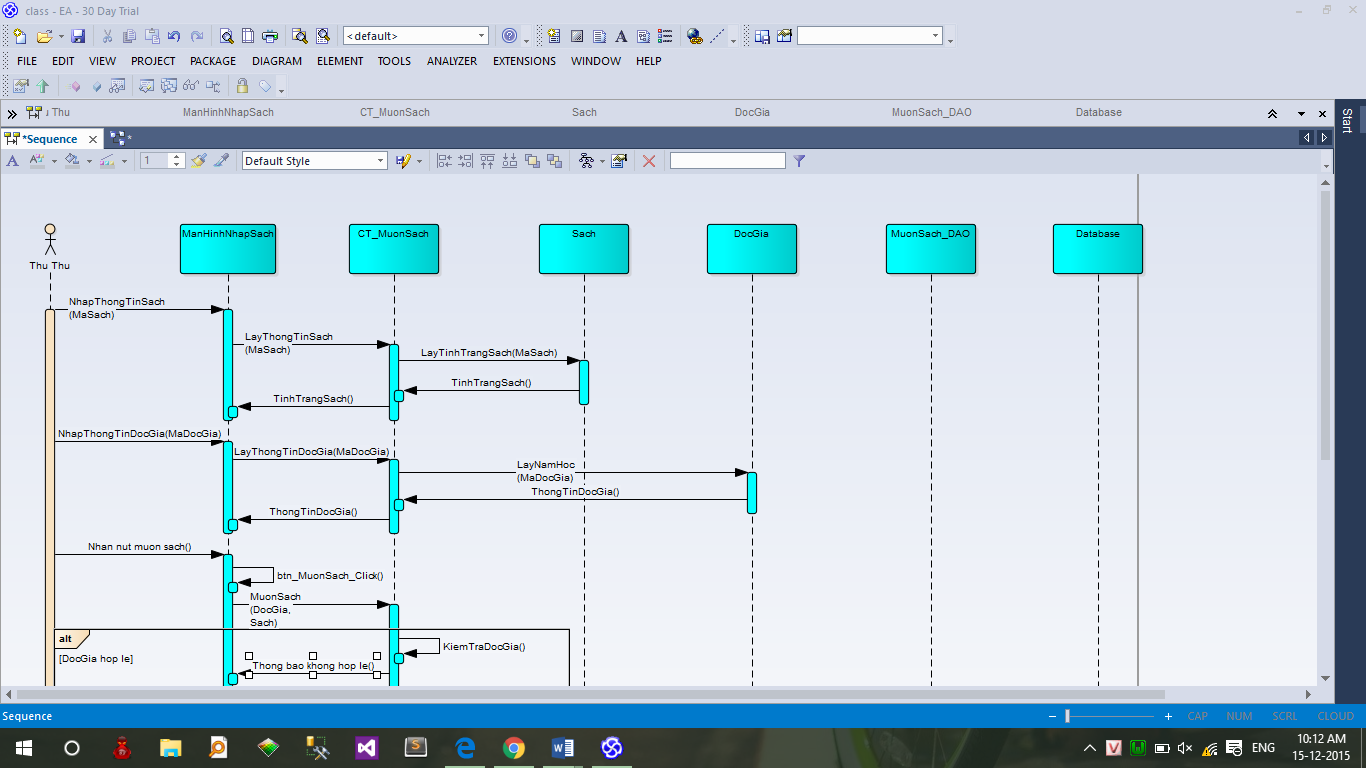 class - EA - 30 Day Trial
<default>
FILE EDIT VIEW PROJECT PACKAGE DIAGRAM ELEMENT TOOLS ANALYZER EXTENSIONS WINDOW HELP
Thu ManHinhNhapSach CT_MuonSach Sach DocGia MuonSach_DAO Database
Start
*Sequence *
1 Default Style
ManHinhNhapSach CT_MuonSach Sach DocGia MuonSach_DAO Database
Thu Thu
NhapThongTinSach
(MaSach)
LayThongTinSach
(MaSach)
LayTinhTrangSach(MaSach)
TinhTrangSach()
TinhTrangSach()
NhapThongTinDocGia(MaDocGia)
LayThongTinDocGia(MaDocGia)
LayNamHoc
(MaDocGia)
ThongTinDocGia()
ThongTinDocGia()
Nhan nut muon sach()
btn_MuonSach_Click()
MuonSach
(DocGia,
Sach)
alt
KiemTraDocGia()
[DocGia hop le]
Thong bao khong hop le()
Sequence
CAP NUM SCRL CLOUD
ENG
10:12 AM
15-12-2015